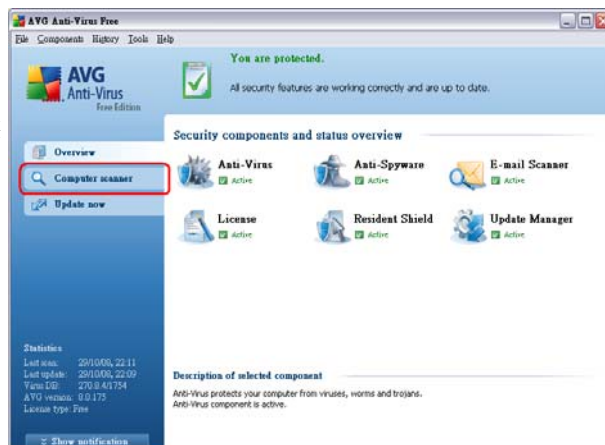 AVG Anti-Virus Free
File Components History Tools Help
AVG
Anti-Virus
Free Edition
You are protected.
All security features are working correctly and are up to date.
Overview
Computer scanner
Update now
Security components and status overview
Anti-Virus
Active
Anti-Spyware
Active
E-mail Scanner
Active
License
Active
Resident Shield
Active
Update Manager
Active
Statistics
Last scan: 29/10/08, 22:11
Last update: 29/10/08, 22:09
Virus DB: 270.8.4/1754
AVG version: 8.0.175
License type: Free
Description of selected component
Anti-Virus protects your computer from viruses, worms and trojans.
Anti-Virus component is active.
Show notification